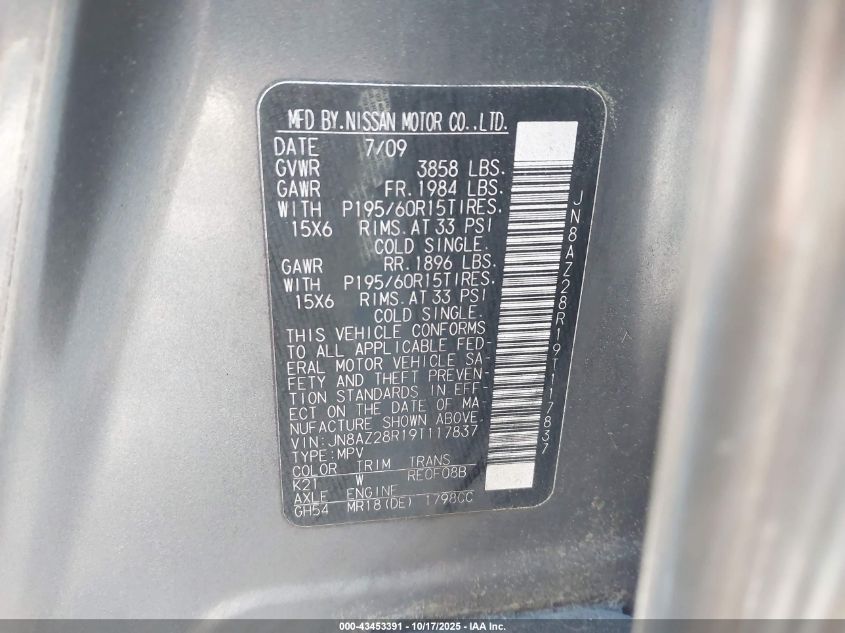 MFD BY. NISSAN MOTOR CO.,LTD.
DATE 7/09
GVWR 3858 LBS.
GAWR FR. 1984 LBS.
WITH P195/60R15TIRES.
15X6 RIMS. AT 33 PSI
COLD SINGLE.
GAWR RR. 1896 LBS.
WITH P195/60R15TIRES.
15X6 RIMS. AT 33 PSI
COLD SINGLE.
THIS VEHICLE CONFORMS
TO ALL APPLICABLE FED-
ERAL MOTOR VEHICLE SA-
FETY AND THEFT PREVEN-
TION STANDARDS IN EFF-
ECT ON THE DATE OF MA-
NUFACTURE SHOWN ABOVE.
VIN: JN8AZ28R19T117837
TYPE: MPV
COLOR TRIM TRANS
K21 W RE0F08B
AXLE ENGINE
GH54 MR18(DE) 1798CC
JN8AZ28R19T117837
000-43453391 - 10/17/2025 - IAA Inc.